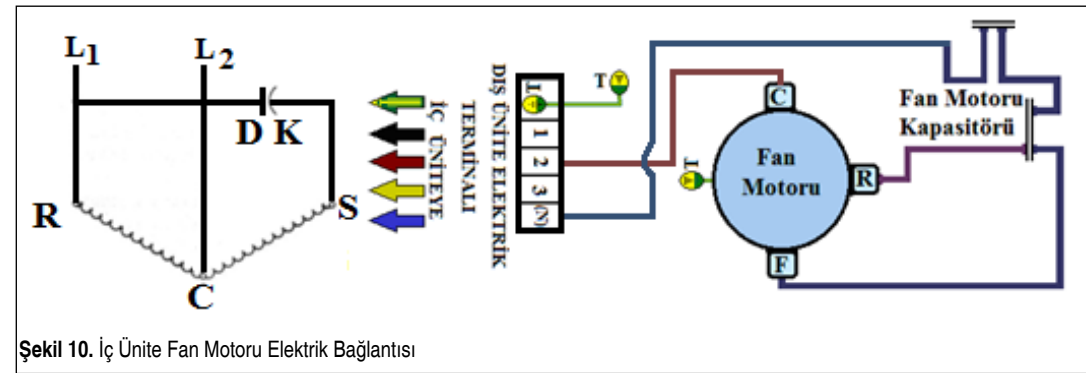 L1
L2
D K
R
S
C
İÇ ÜNİTEYE
TERMİNALI
DIŞ ÜNİTE ELEKTRİK
T
1
2
3
(N)
T
T
C
Fan
Motoru
R
F
Fan Motoru
Kapasitörü
Şekil 10. İç Ünite Fan Motoru Elektrik Bağlantısı